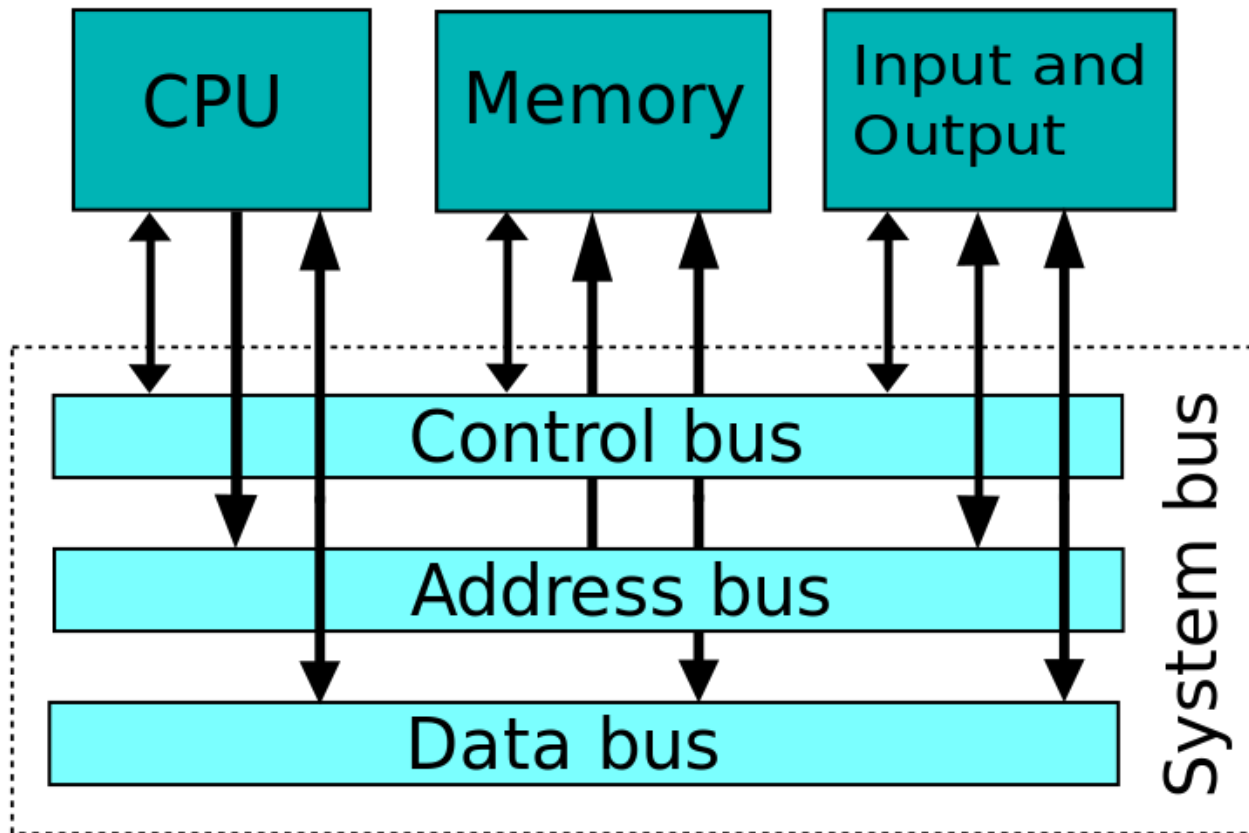 CPU
Memory
Input and
Output
Control bus
Address bus
Data bus
System bus